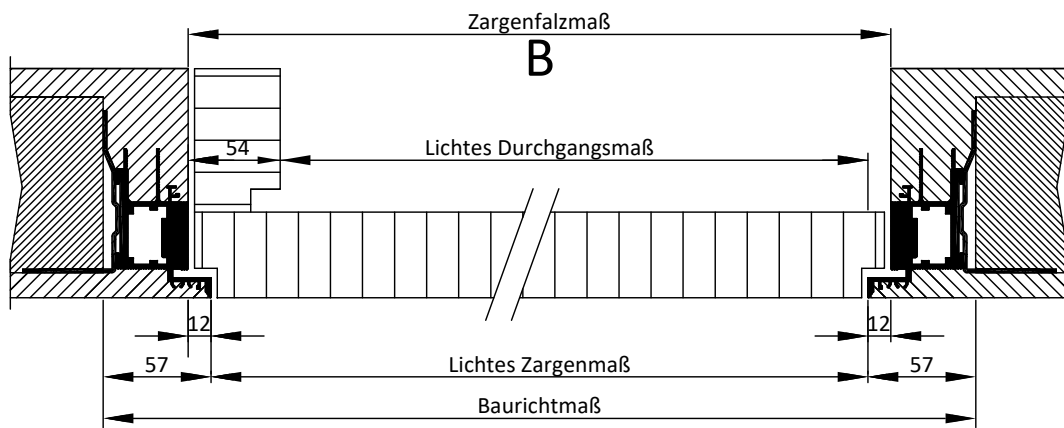 Zargenfalzmaß
B
54
Lichtes Durchgangsmaß
12
12
57
Lichtes Zargenmaß
57
Baurichtmaß